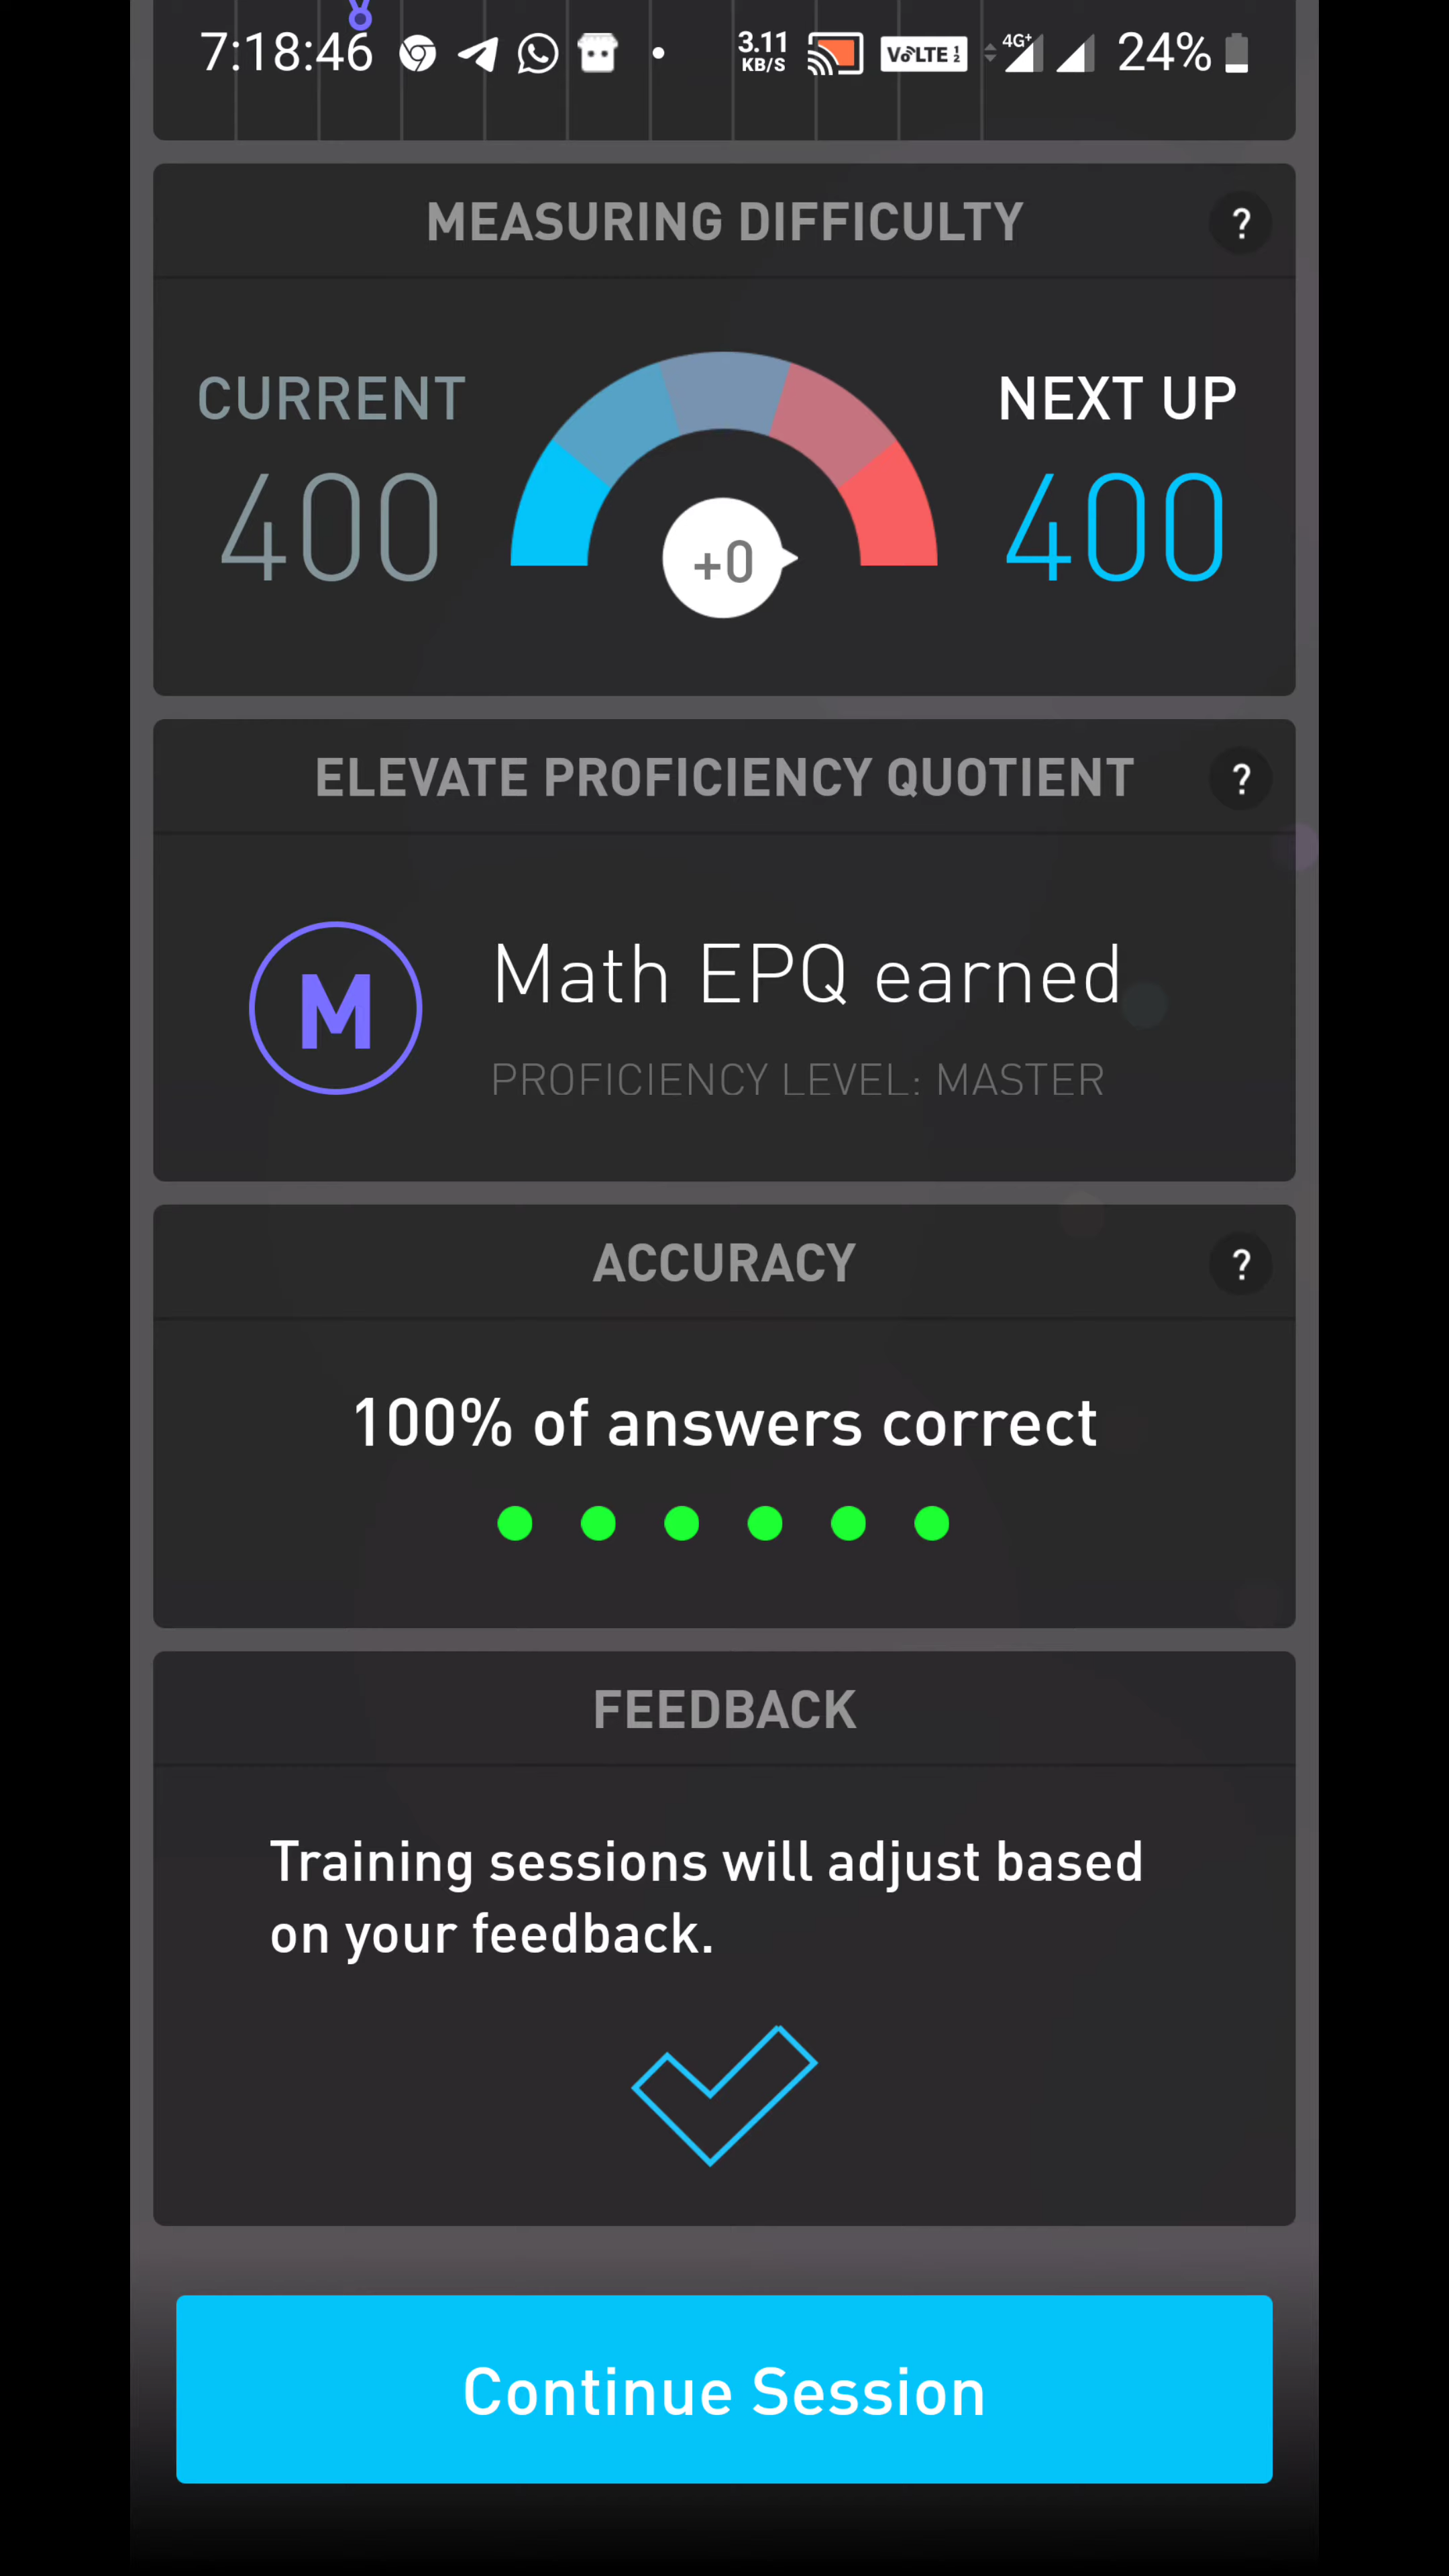 7:18:46 3.11 KB/S VoLTE 1 2 4G+ 24%
MEASURING DIFFICULTY ?
CURRENT NEXT UP
400 +0 400
ELEVATE PROFICIENCY QUOTIENT ?
M Math EPQ earned
PROFICIENCY LEVEL: MASTER
ACCURACY ?
100% of answers correct
FEEDBACK
Training sessions will adjust based
on your feedback.
Continue Session